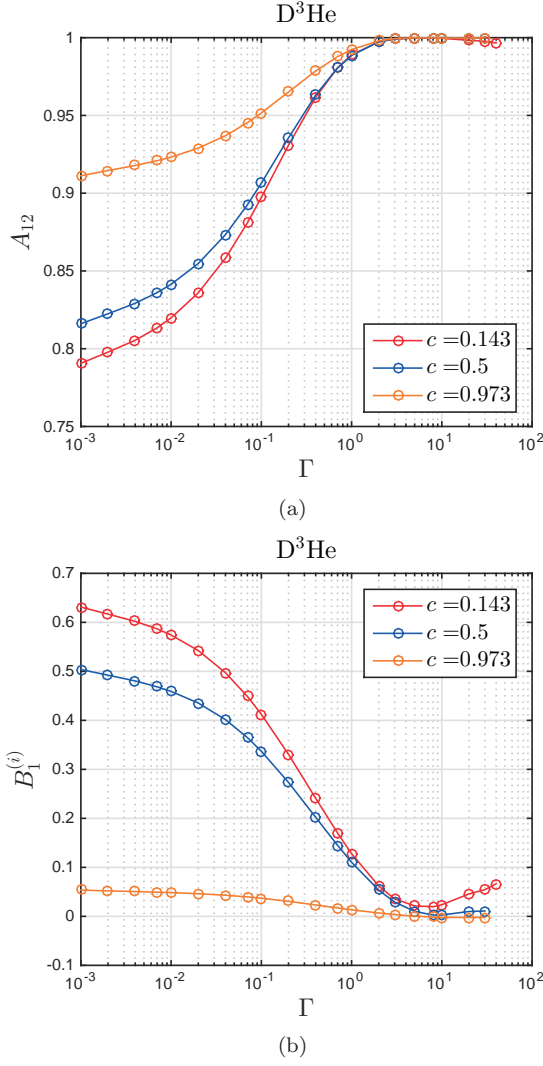 D³He
1
0.95
0.9
0.85
0.8
0.75
A₁₂
c =0.143
c =0.5
c =0.973
10⁻³ 10⁻² 10⁻¹ 10⁰ 10¹ 10²
Γ
(a)
D³He
0.7
0.6
0.5
0.4
0.3
0.2
0.1
0
-0.1
B₁⁽ⁱ⁾
c =0.143
c =0.5
c =0.973
10⁻³ 10⁻² 10⁻¹ 10⁰ 10¹ 10²
Γ
(b)